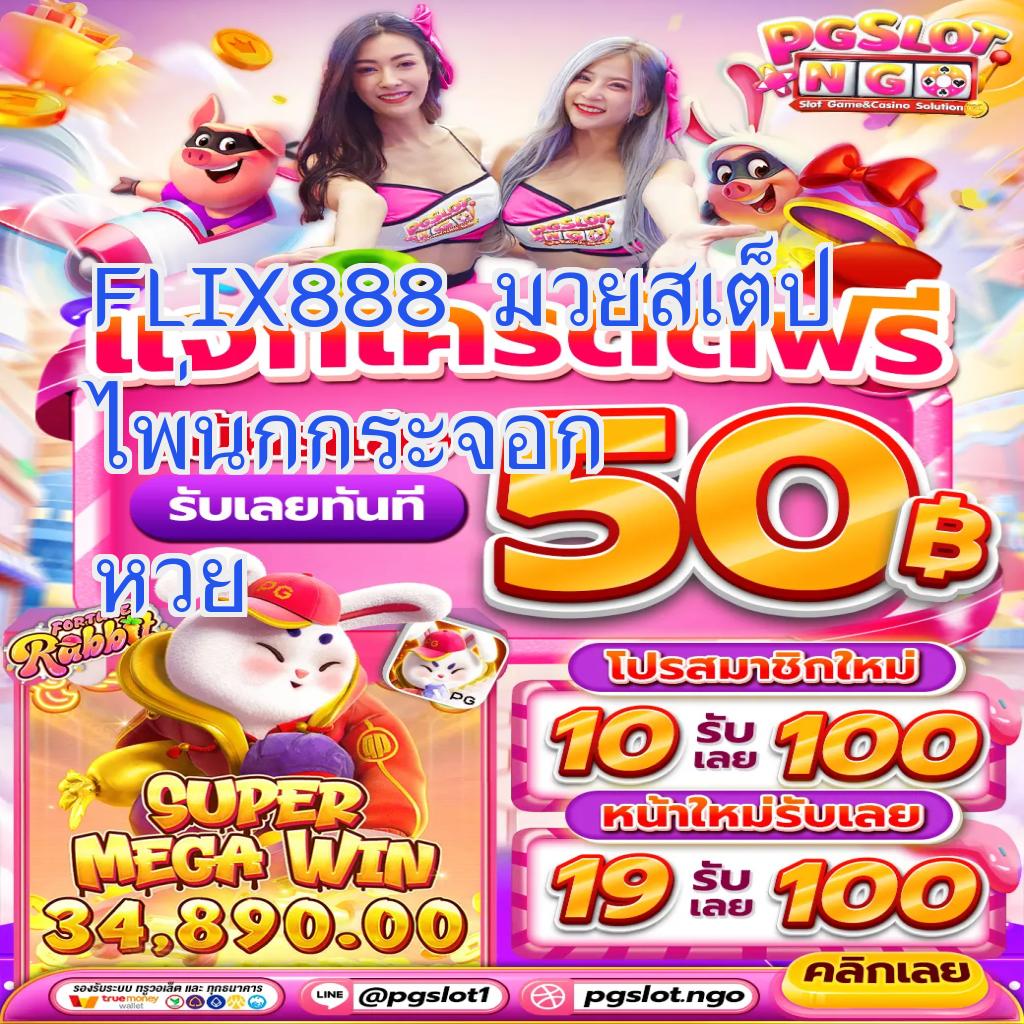 PGSLOT
NGO
Slot Game&Casino Solution
PGSLOT
NGO
PGSLOT
NGO
FLIX888 มวยสเต็ป
แจกเครดิตฟรี
ไพ่นกกระจอก
50฿
รับเลยทันที
หวย
PG
FORTUNE
Rabbit
PG
โปรสมาชิกใหม่
10 รับเลย 100
หน้าใหม่รับเลย
19 รับเลย 100
SUPER
MEGA WIN
34,890.00
คลิกเลย
รองรับระบบ ทรูวอเล็ต และ ทุกธนาคาร
truemoney
wallet
LINE @pgslot1
pgslot.ngo